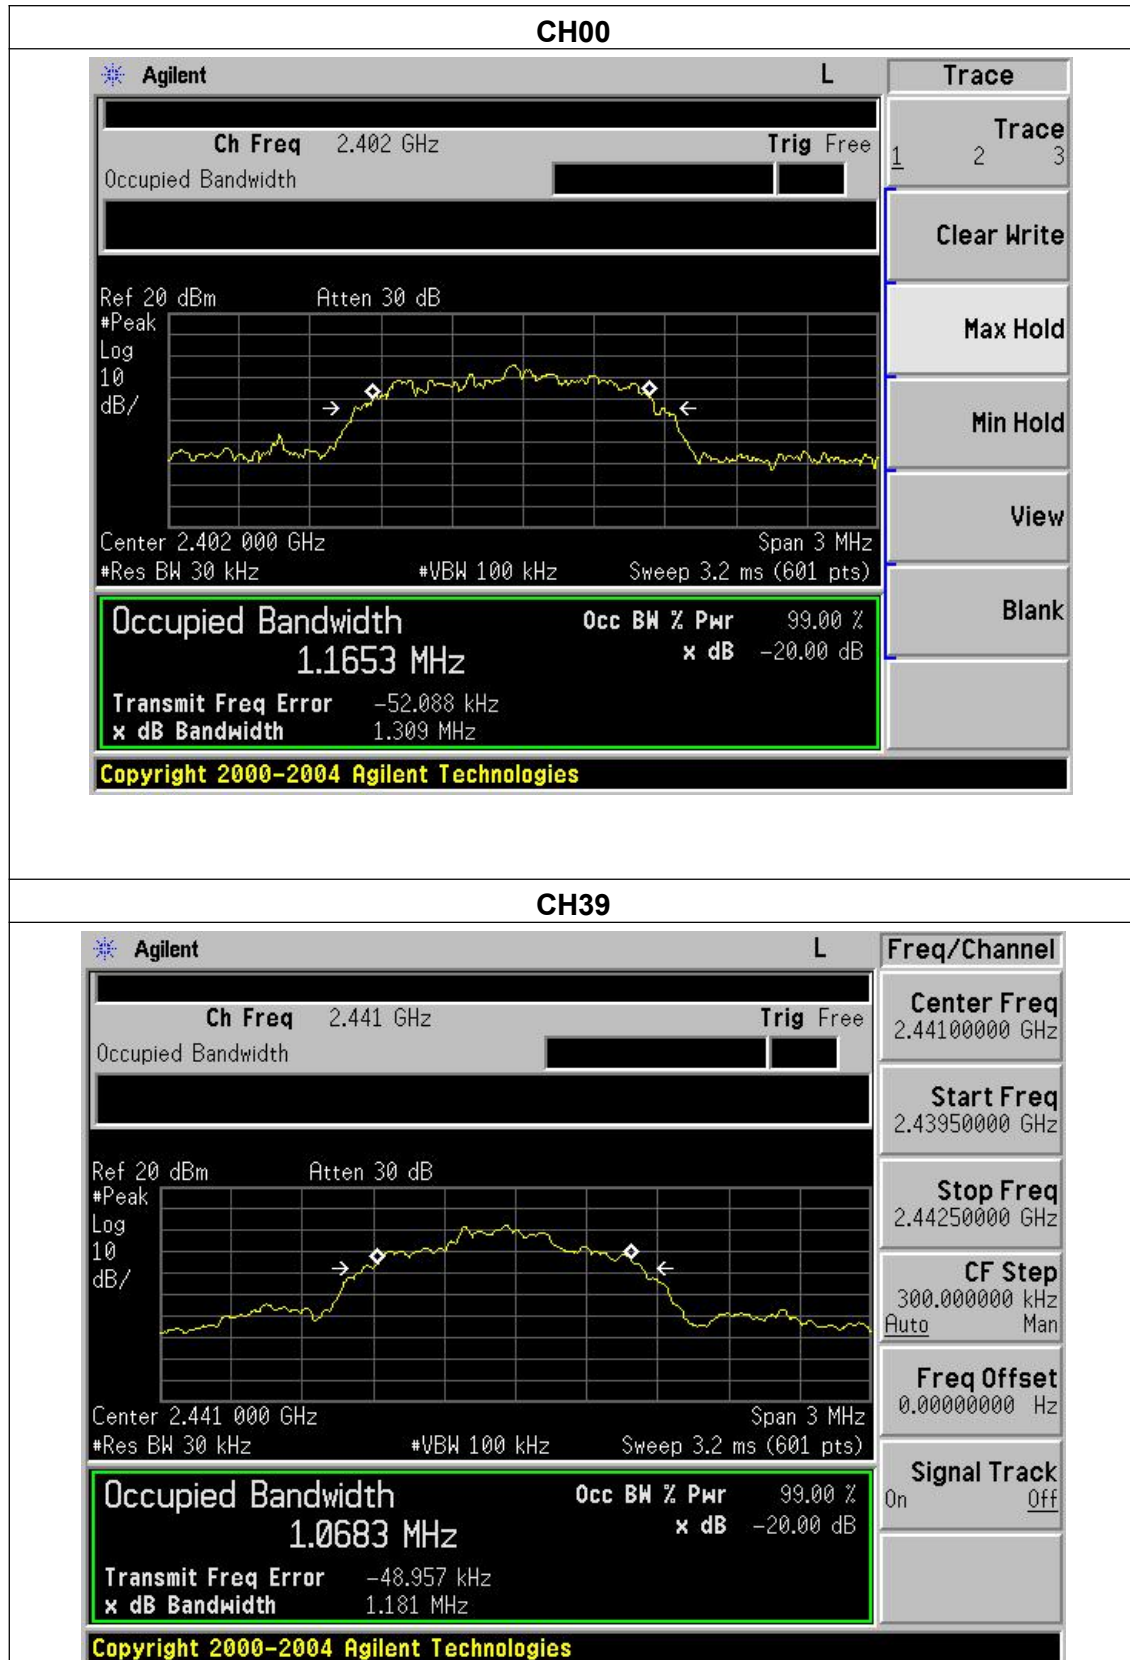 CH00
Agilent L Trace
Ch Freq 2.402 GHz Trig Free
Occupied Bandwidth
Trace
1 2 3
Clear Write
Max Hold
Min Hold
View
Blank
Ref 20 dBm Atten 30 dB
#Peak
Log
10
dB/
Center 2.402 000 GHz Span 3 MHz
#Res BW 30 kHz #VBW 100 kHz Sweep 3.2 ms (601 pts)
Occupied Bandwidth Occ BW % Pwr 99.00 %
1.1653 MHz x dB -20.00 dB
Transmit Freq Error -52.088 kHz
x dB Bandwidth 1.309 MHz
Copyright 2000-2004 Agilent Technologies
CH39
Agilent L Freq/Channel
Ch Freq 2.441 GHz Trig Free
Occupied Bandwidth
Center Freq
2.44100000 GHz
Start Freq
2.43950000 GHz
Stop Freq
2.44250000 GHz
CF Step
300.000000 kHz
Auto Man
Freq Offset
0.00000000 Hz
Signal Track
On Off
Ref 20 dBm Atten 30 dB
#Peak
Log
10
dB/
Center 2.441 000 GHz Span 3 MHz
#Res BW 30 kHz #VBW 100 kHz Sweep 3.2 ms (601 pts)
Occupied Bandwidth Occ BW % Pwr 99.00 %
1.0683 MHz x dB -20.00 dB
Transmit Freq Error -48.957 kHz
x dB Bandwidth 1.181 MHz
Copyright 2000-2004 Agilent Technologies